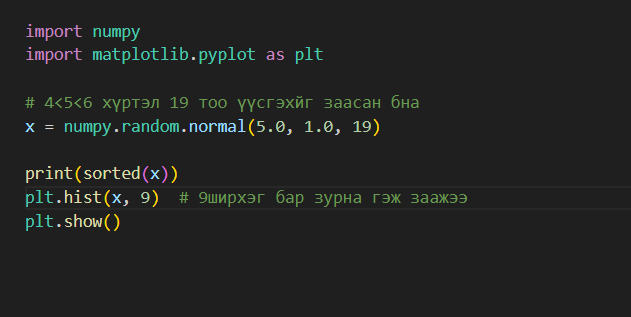 import numpy
import matplotlib.pyplot as plt
# 4<5<6 хүртэл 19 тоо үүсгэхйг заасан бна
x = numpy.random.normal(5.0, 1.0, 19)
print(sorted(x))
plt.hist(x, 9)  # 9ширхэг бар зурна гэж заажээ
plt.show()